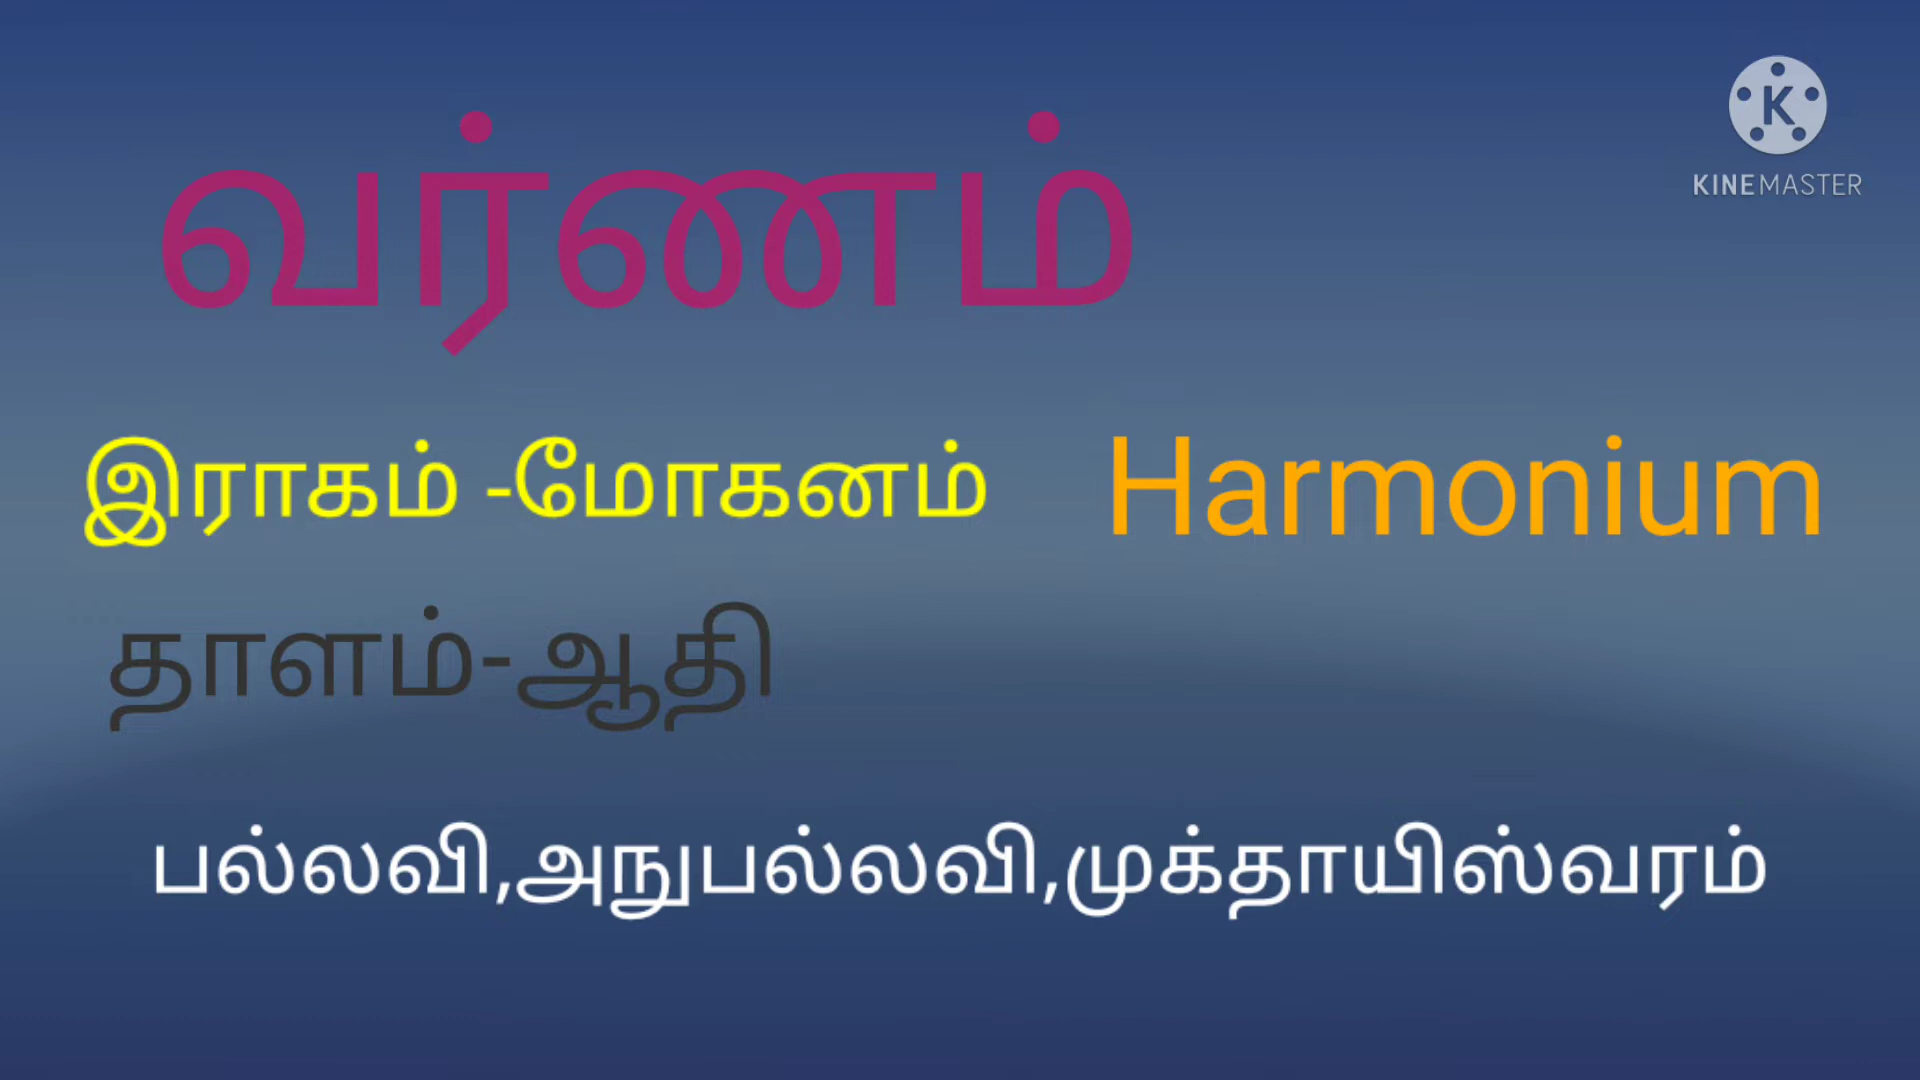 வர்ணம்
K
KINEMASTER
இராகம் -மோகனம் Harmonium
தாளம்-ஆதி
பல்லவி,அநுபல்லவி,முக்தாயிஸ்வரம்